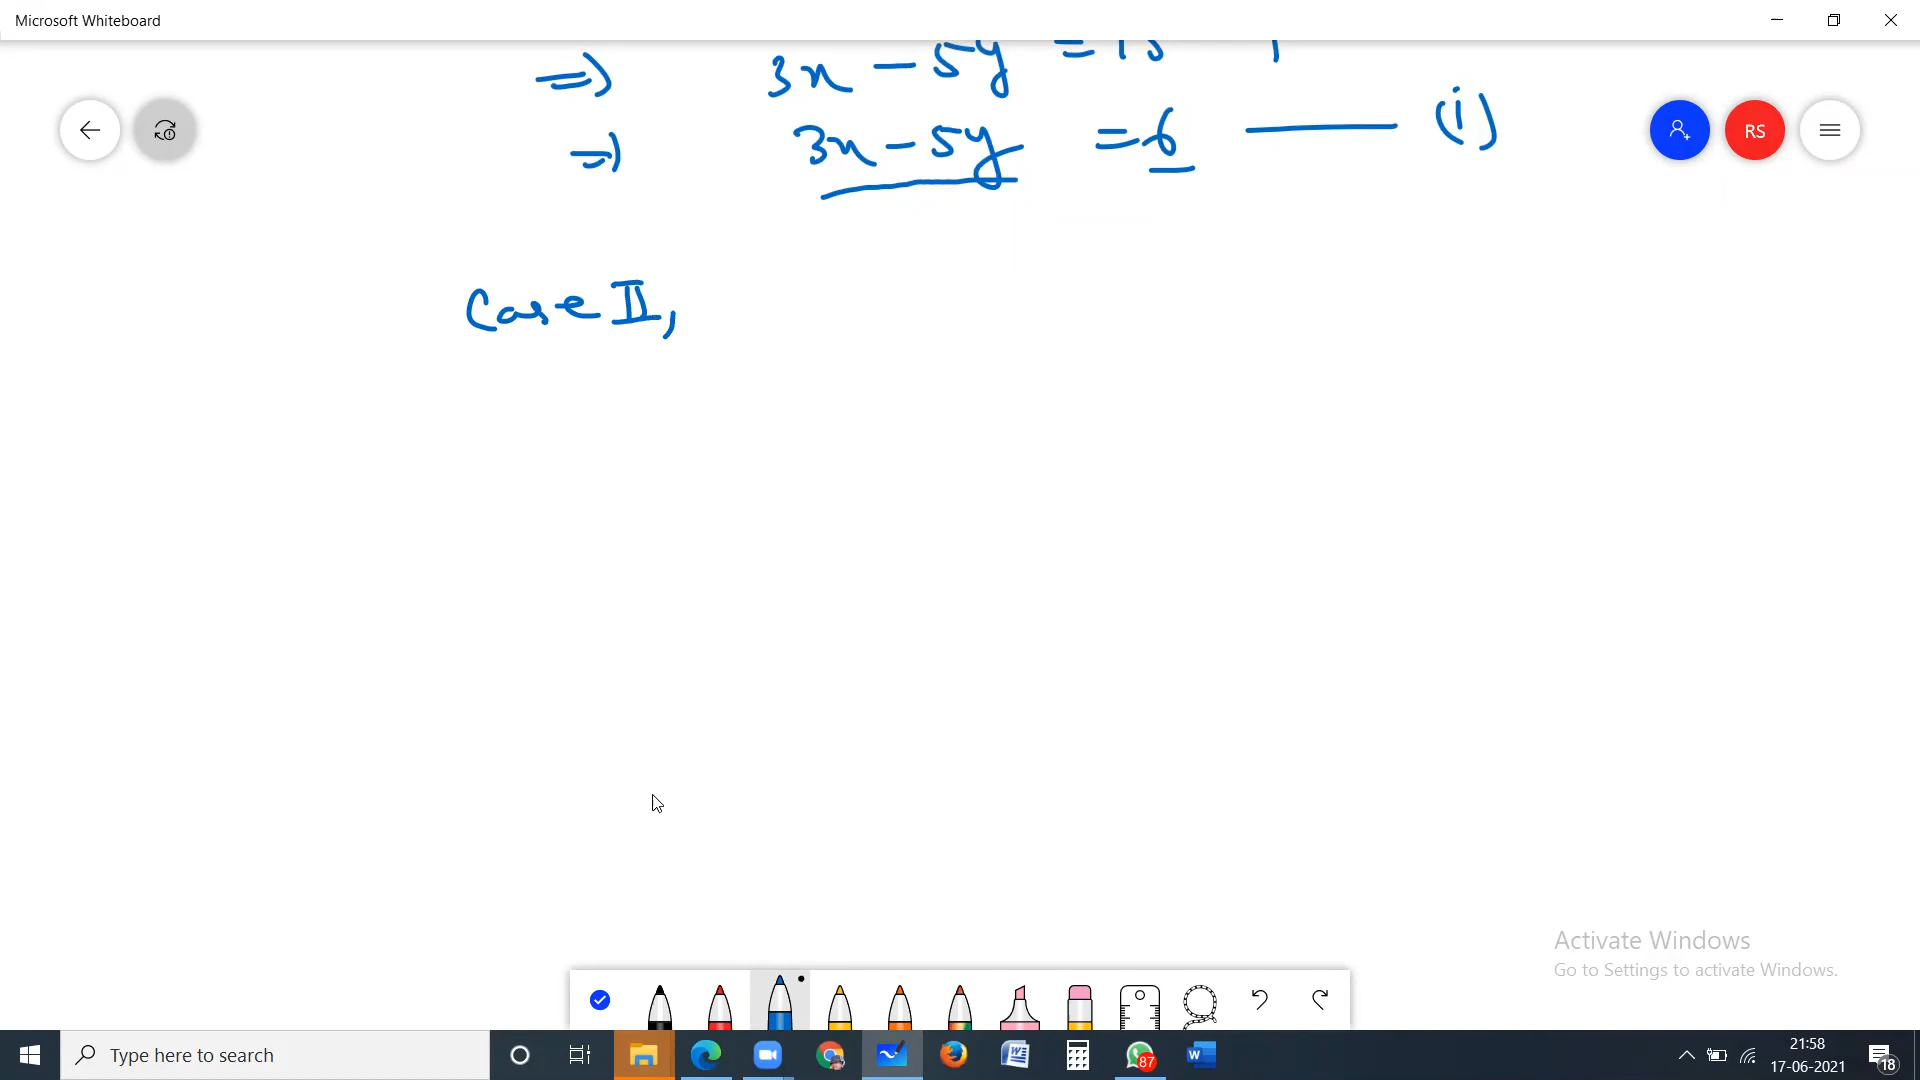 Microsoft Whiteboard
=> 3x - 5y = 15
=> 3x - 5y = 6 (i)
RS
Case II,
Activate Windows
Go to Settings to activate Windows.
Type here to search
87
21:58
17-06-2021
18